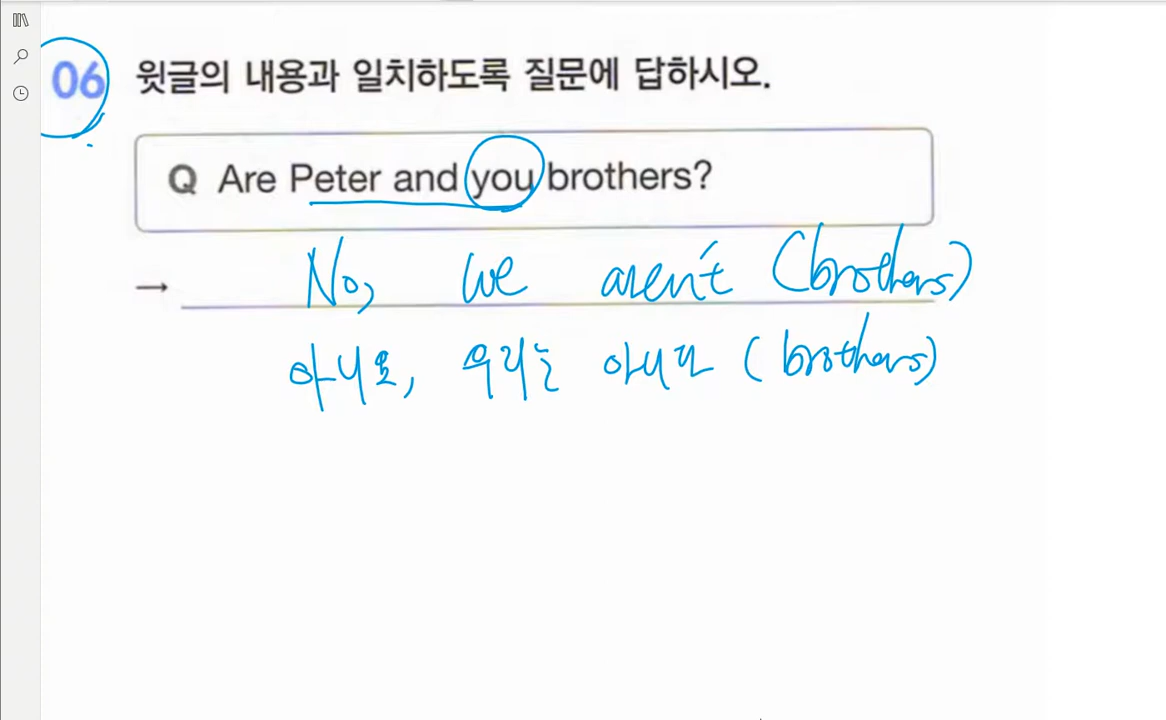 06 윗글의 내용과 일치하도록 질문에 답하시오.
Q Are Peter and you brothers?
→ No, we aren't (brothers)
아니요, 우리는 아니다 (brothers)